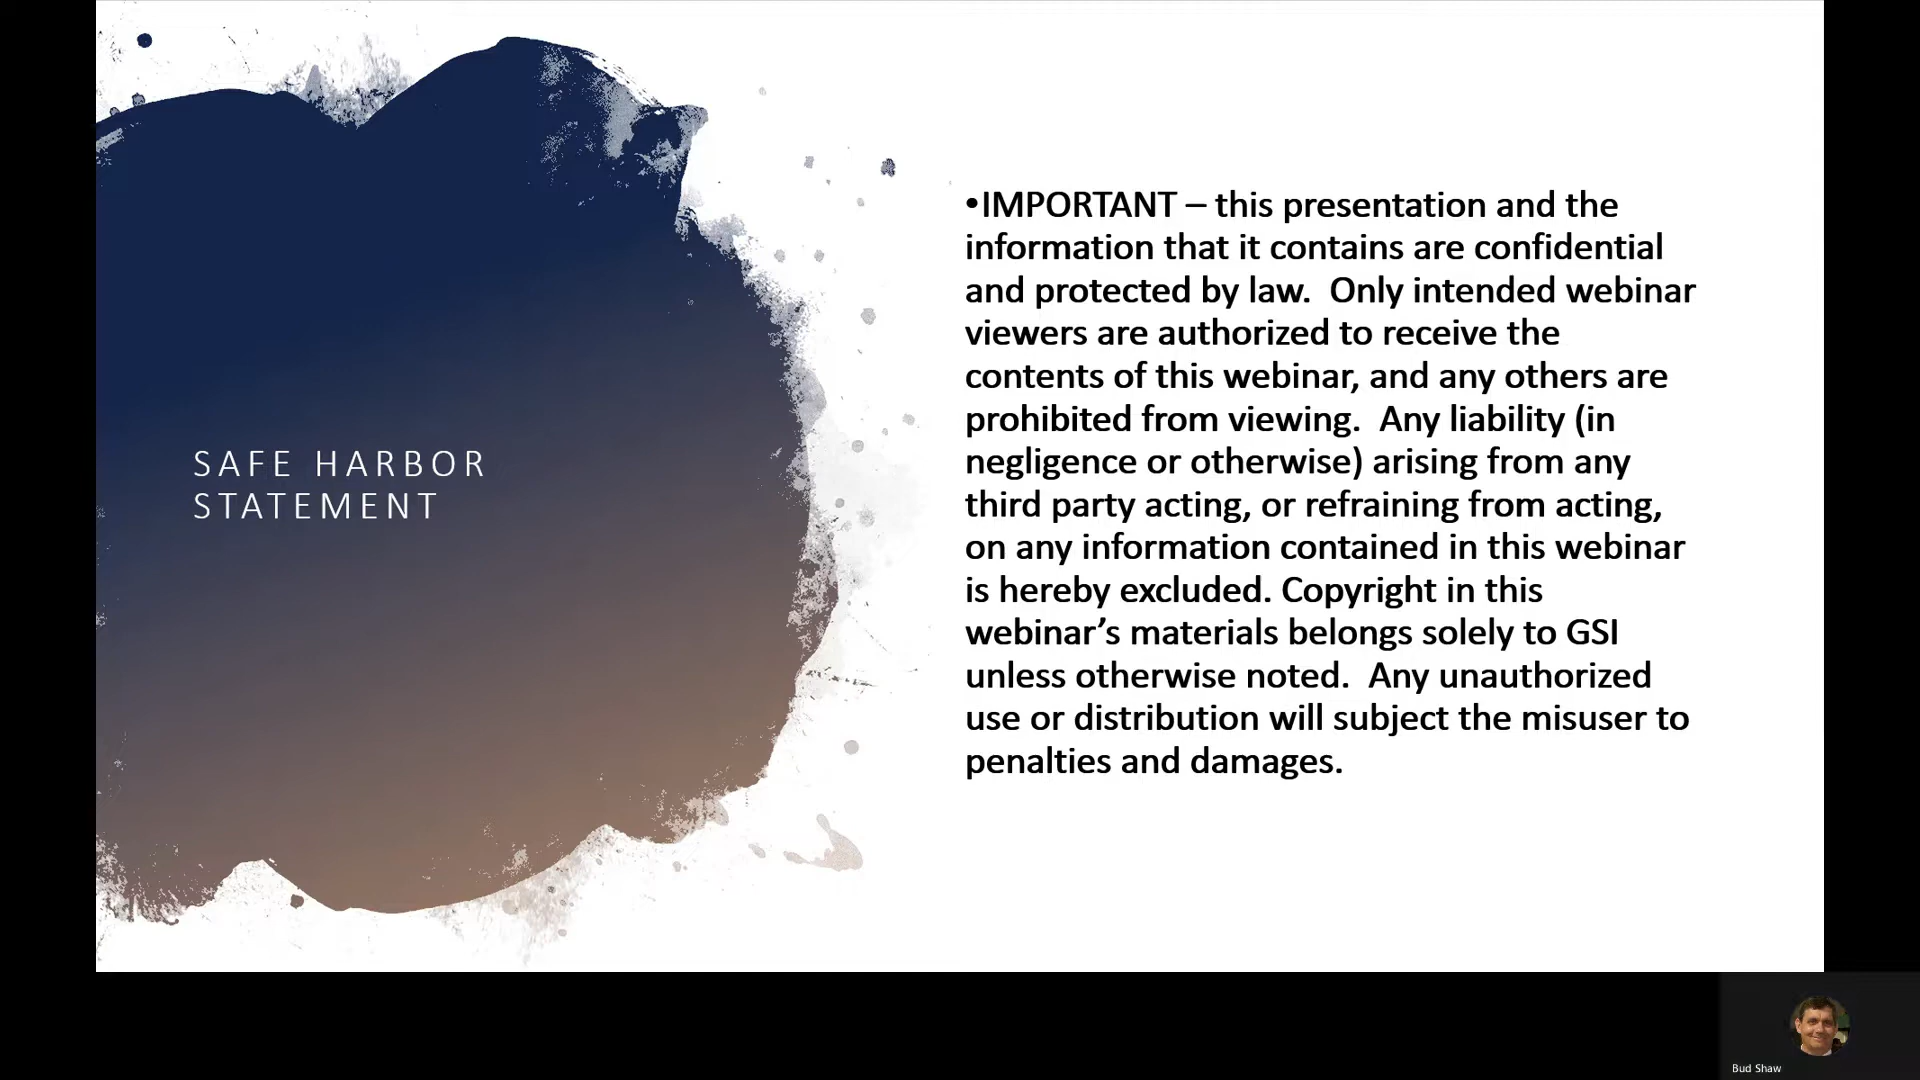 SAFE HARBOR
STATEMENT
•IMPORTANT – this presentation and the
information that it contains are confidential
and protected by law.  Only intended webinar
viewers are authorized to receive the
contents of this webinar, and any others are
prohibited from viewing.  Any liability (in
negligence or otherwise) arising from any
third party acting, or refraining from acting,
on any information contained in this webinar
is hereby excluded. Copyright in this
webinar’s materials belongs solely to GSI
unless otherwise noted.  Any unauthorized
use or distribution will subject the misuser to
penalties and damages.
Bud Shaw